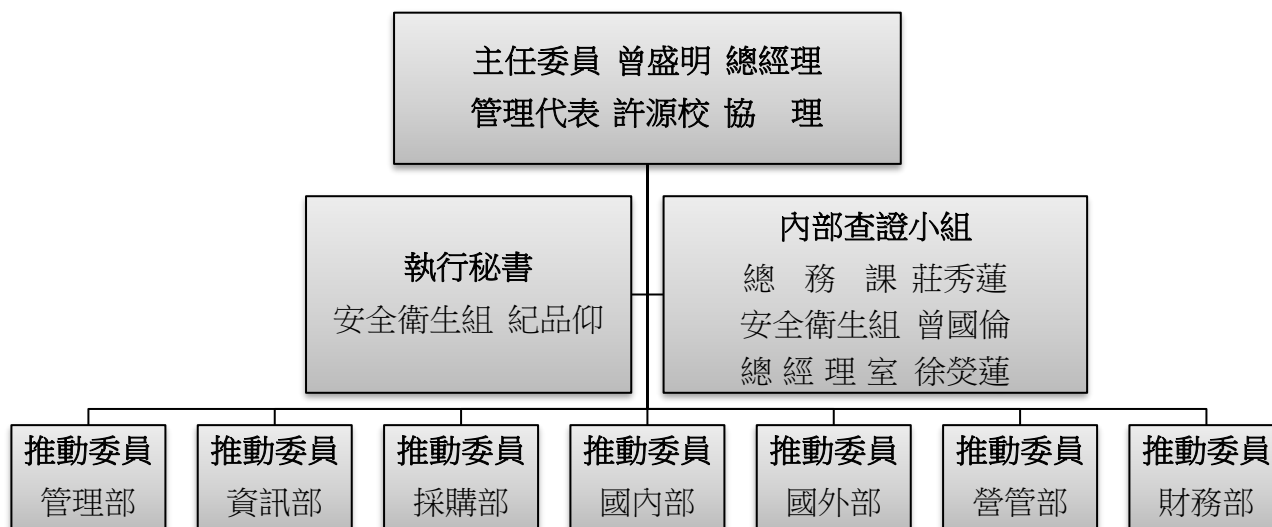 主任委員 曾盛明 總經理
管理代表 許源校 協　理
執行秘書
安全衛生組 紀品仰
內部查證小組
總　務　課 莊秀蓮
安全衛生組 曾國倫
總 經 理 室 徐熒蓮
推動委員
管理部
推動委員
資訊部
推動委員
採購部
推動委員
國內部
推動委員
國外部
推動委員
營管部
推動委員
財務部